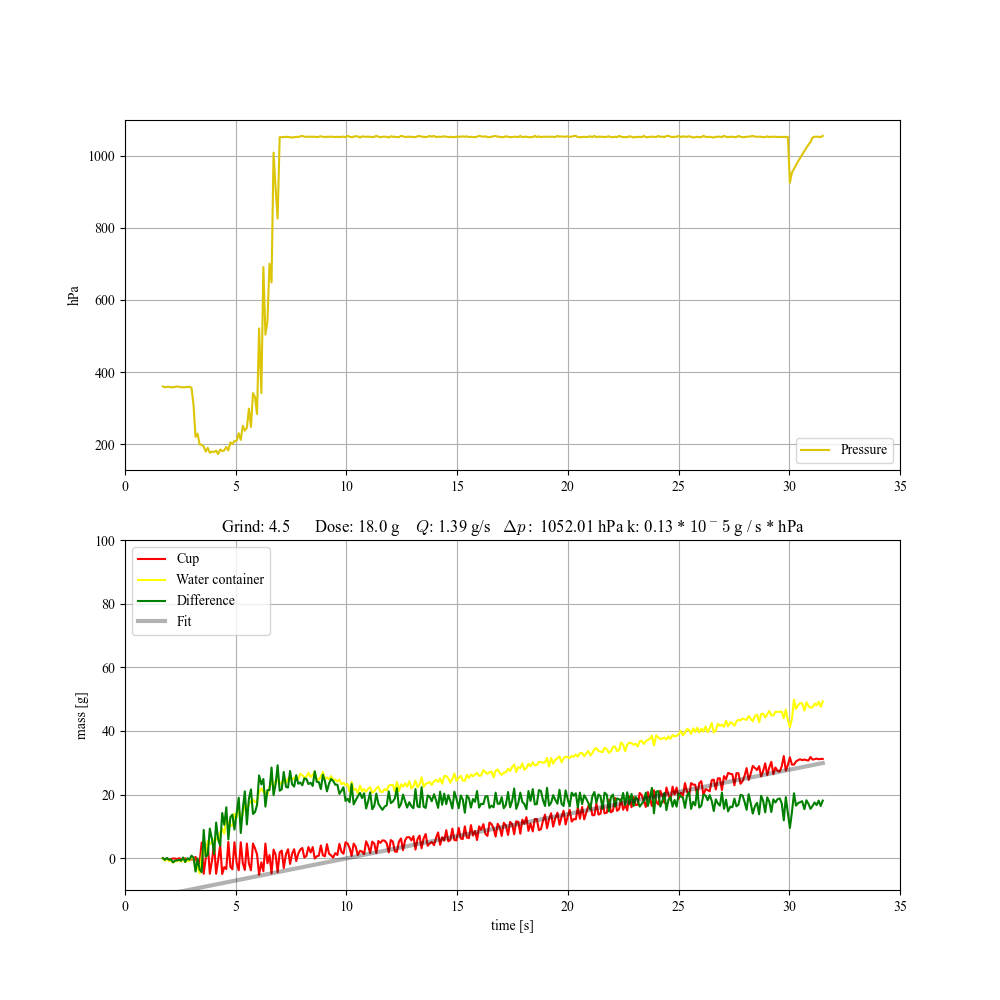 1000
800
600
400
200
hPa
Pressure
0 5 10 15 20 25 30 35
Grind: 4.5 Dose: 18.0 g Q: 1.39 g/s Δp: 1052.01 hPa k: 0.13 * 10⁻5 g / s * hPa
100
80
60
40
20
0
mass [g]
Cup
Water container
Difference
Fit
0 5 10 15 20 25 30 35
time [s]